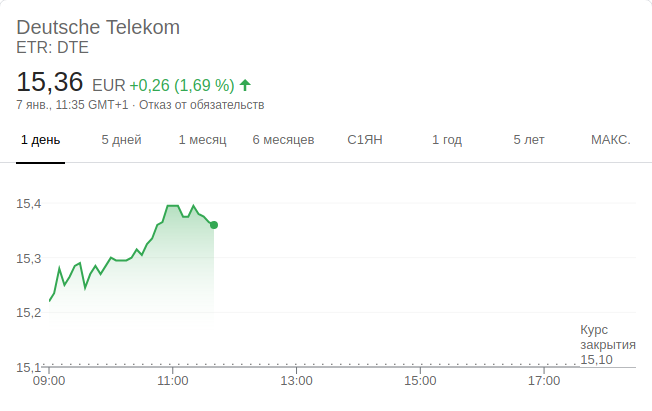 Deutsche Telekom
ETR: DTE
15,36 EUR +0,26 (1,69 %)
7 янв., 11:35 GMT+1 · Отказ от обязательств
1 день 5 дней 1 месяц 6 месяцев С1ЯН 1 год 5 лет МАКС.
15,4
15,3
15,2
15,1
Курс
закрытия
15,10
09:00 11:00 13:00 15:00 17:00